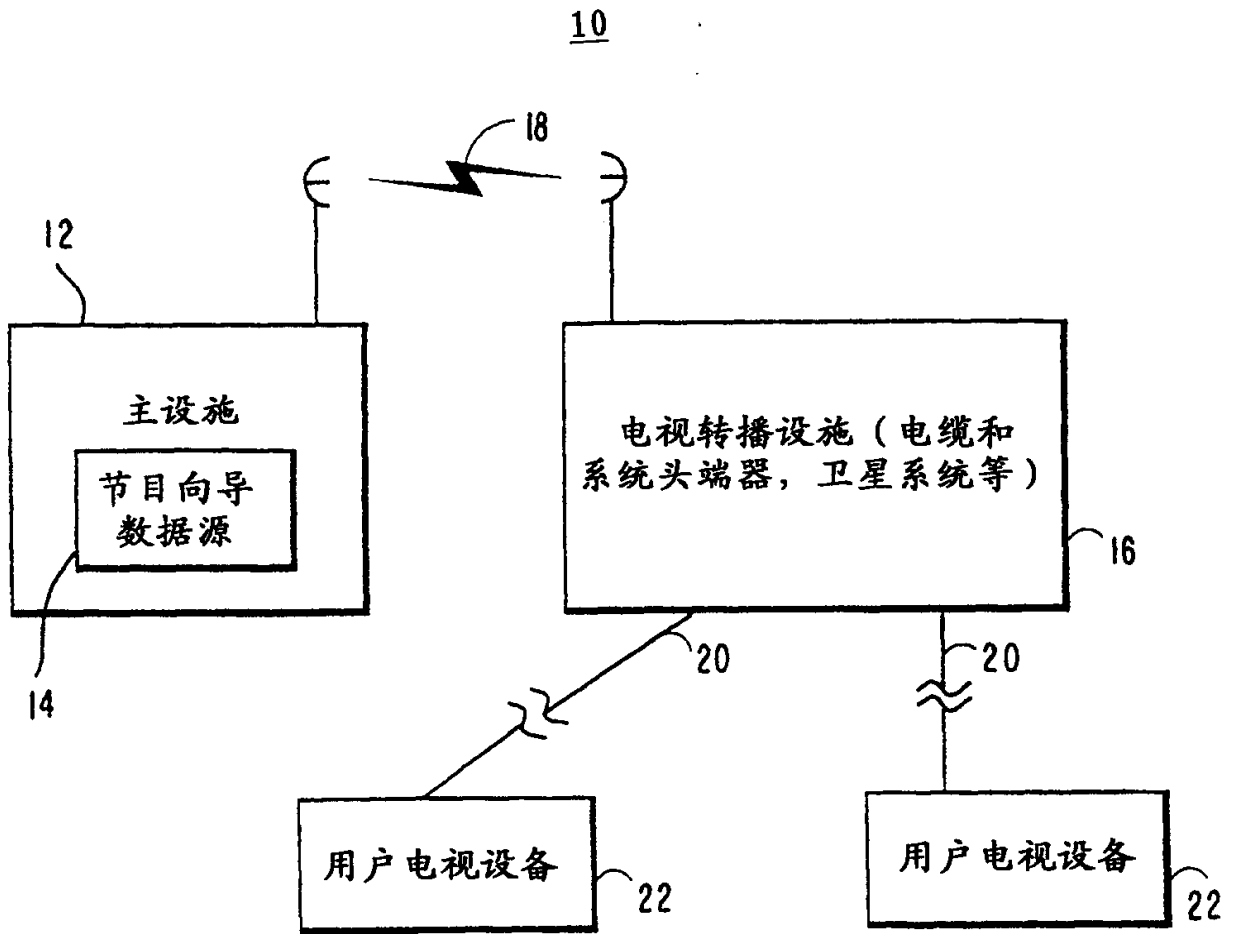 10
18
12
主设施
节目向导
数据源
14
电视转播设施（电缆和
系统头端器，卫星系统等）
16
20
20
用户电视设备
22
用户电视设备
22